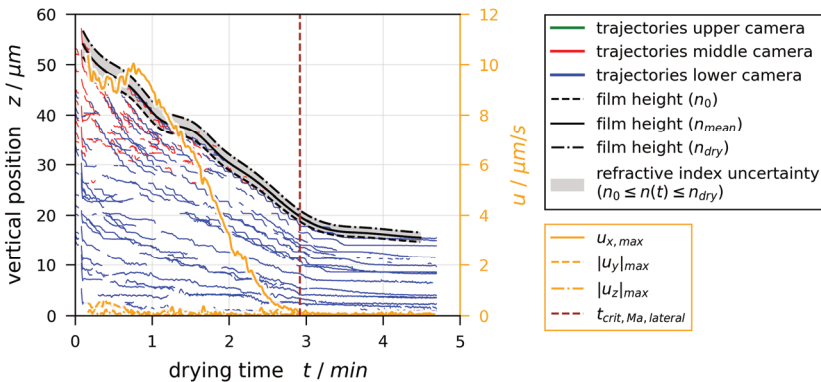 60
50
40
30
20
10
0
vertical position z / μm
0
1
2
3
4
5
drying time t / min
12
10
8
6
4
2
0
u / μm/s
trajectories upper camera
trajectories middle camera
trajectories lower camera
film height (n0)
film height (nmean)
film height (ndry)
refractive index uncertainty
(n0 ≤ n(t) ≤ ndry)
ux,max
|uy|max
|uz|max
tcrit,Ma,lateral